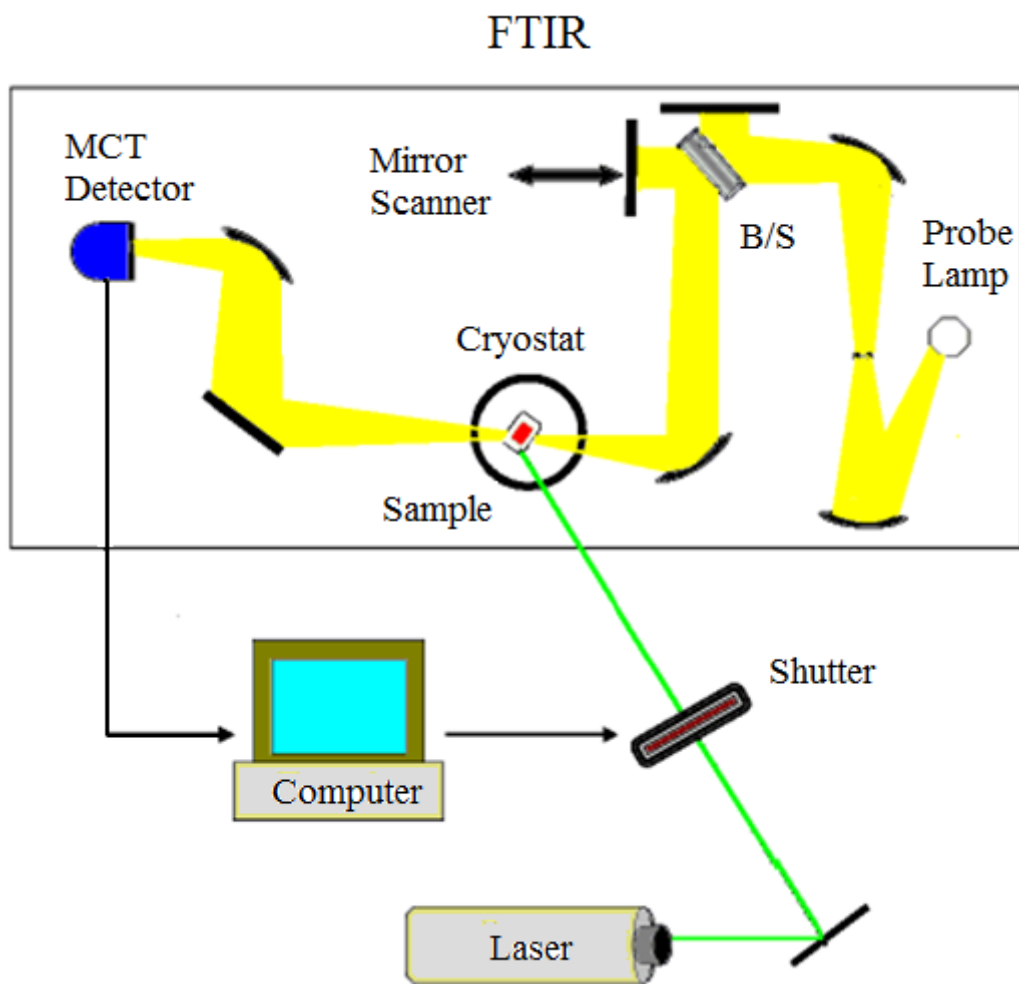 FTIR
MCT
Detector
Mirror
Scanner
B/S
Probe
Lamp
Cryostat
Sample
Shutter
Computer
Laser